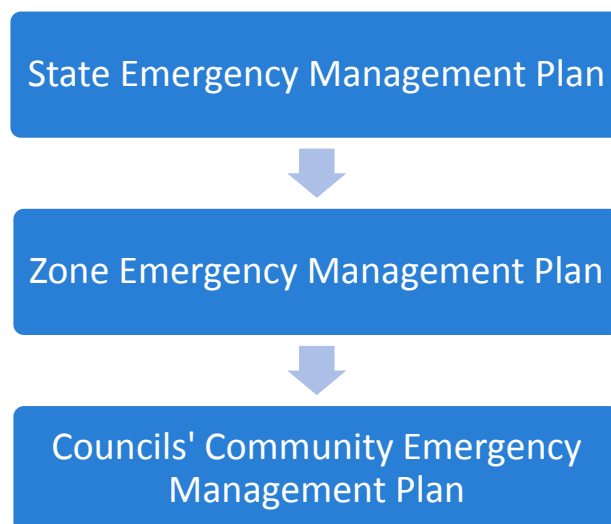 State Emergency Management Plan
Zone Emergency Management Plan
Councils' Community Emergency
Management Plan